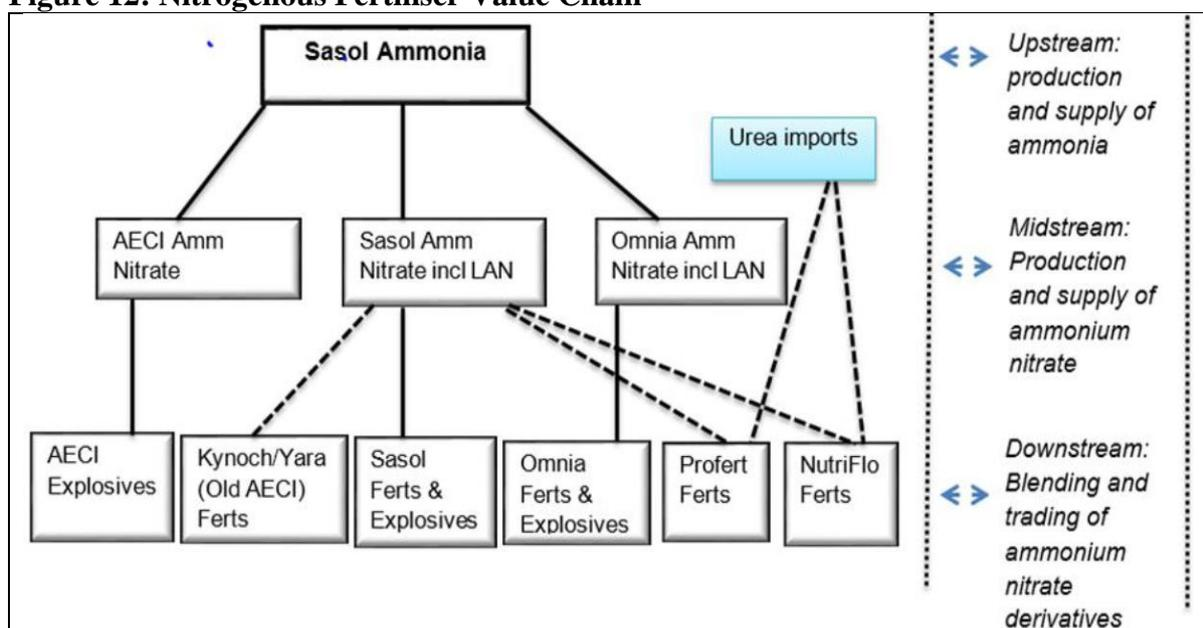 Figure 12: Nitrogenous Fertiliser Value Chain
Sasol Ammonia
Urea imports
AECI Amm
Nitrate
Sasol Amm
Nitrate incl LAN
Omnia Amm
Nitrate incl LAN
AECI
Explosives
Kynoch/Yara
(Old AECI)
Ferts
Sasol
Ferts &
Explosives
Omnia
Ferts &
Explosives
Profert
Ferts
NutriFlo
Ferts
Upstream:
production
and supply of
ammonia
Midstream:
Production
and supply of
ammonium
nitrate
Downstream:
Blending and
trading of
ammonium
nitrate
derivatives